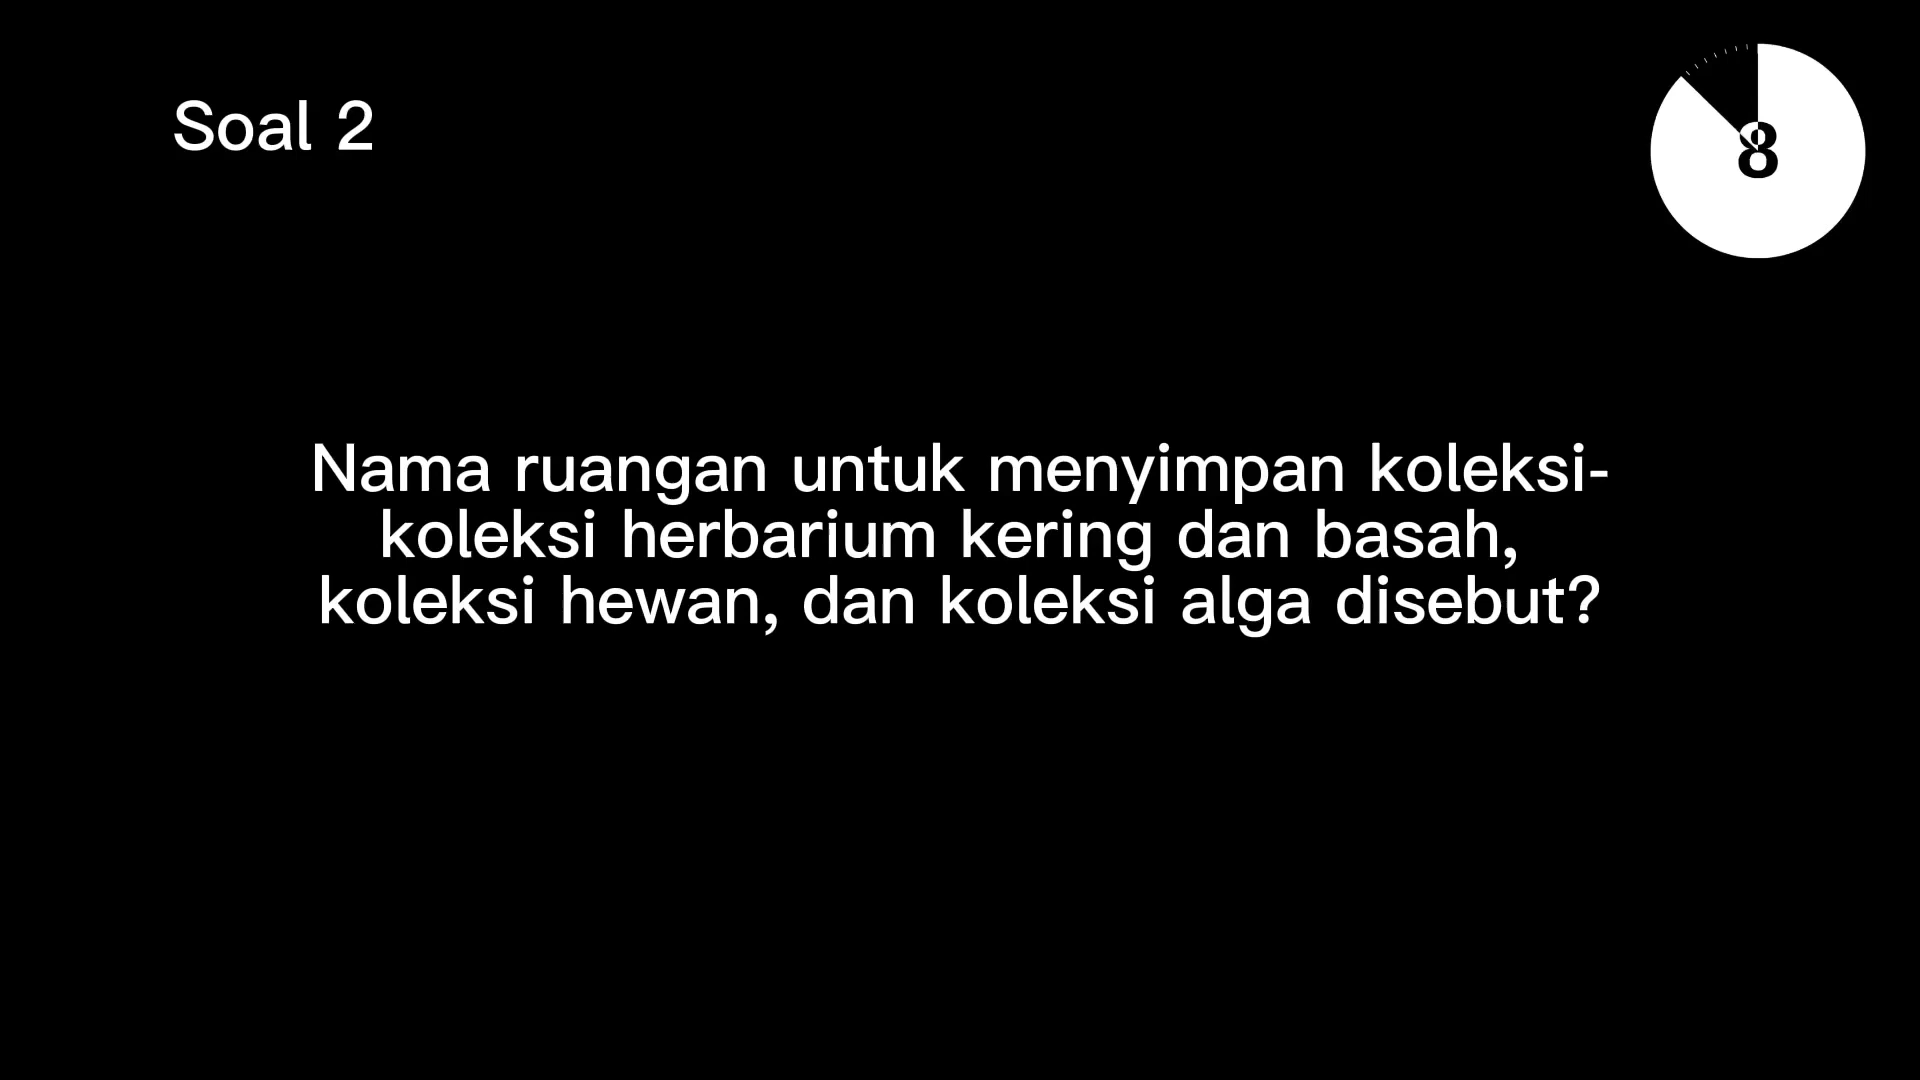 Soal 2
8
Nama ruangan untuk menyimpan koleksi-
koleksi herbarium kering dan basah,
koleksi hewan, dan koleksi alga disebut?